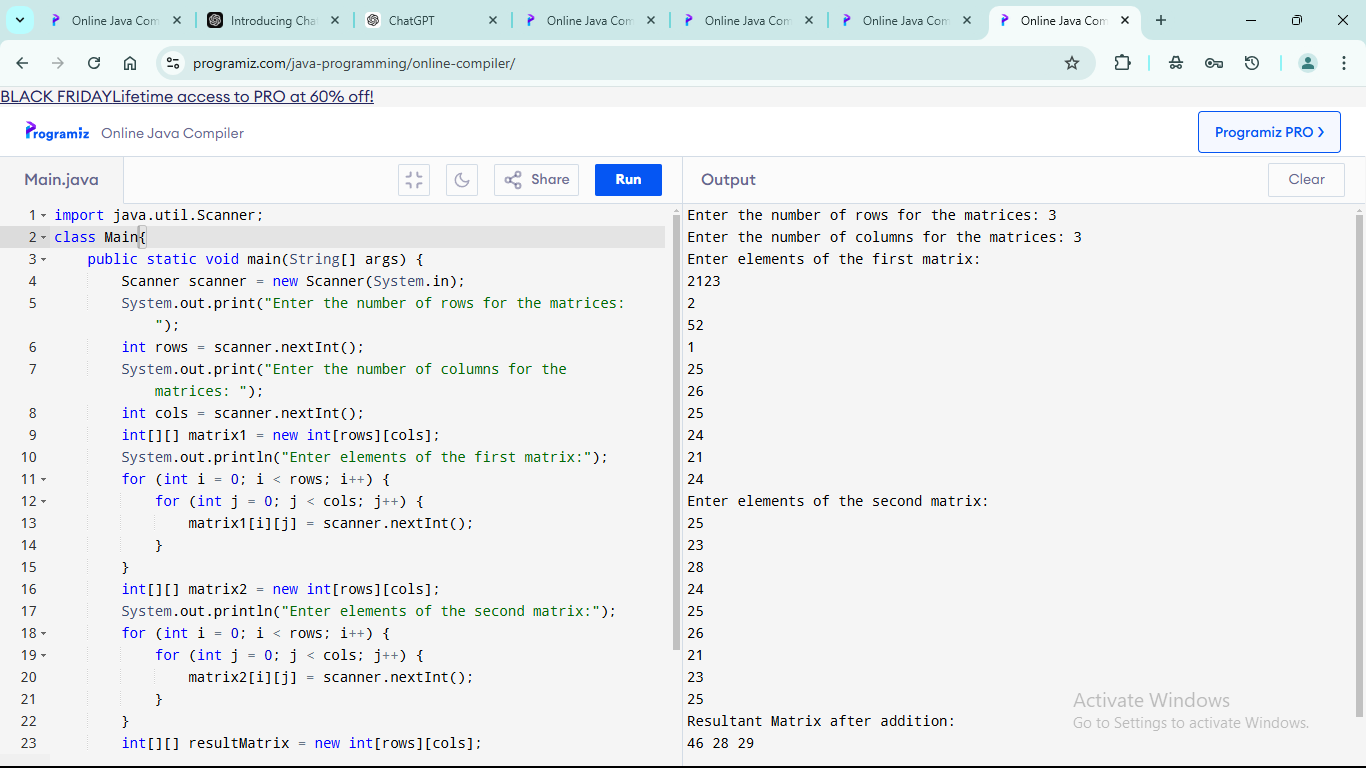 Online Java Com
Introducing Cha
ChatGPT
Online Java Com
Online Java Com
Online Java Com
Online Java Com
programiz.com/java-programming/online-compiler/
BLACK FRIDAYLifetime access to PRO at 60% off!
Programiz Online Java Compiler
Programiz PRO >
Main.java
Share
Run
Output
Clear
1 import java.util.Scanner;
2 class Main{
3 public static void main(String[] args) {
4 Scanner scanner = new Scanner(System.in);
5 System.out.print("Enter the number of rows for the matrices:
");
6 int rows = scanner.nextInt();
7 System.out.print("Enter the number of columns for the
matrices: ");
8 int cols = scanner.nextInt();
9 int[][] matrix1 = new int[rows][cols];
10 System.out.println("Enter elements of the first matrix:");
11 for (int i = 0; i < rows; i++) {
12 for (int j = 0; j < cols; j++) {
13 matrix1[i][j] = scanner.nextInt();
14 }
15 }
16 int[][] matrix2 = new int[rows][cols];
17 System.out.println("Enter elements of the second matrix:");
18 for (int i = 0; i < rows; i++) {
19 for (int j = 0; j < cols; j++) {
20 matrix2[i][j] = scanner.nextInt();
21 }
22 }
23 int[][] resultMatrix = new int[rows][cols];
Enter the number of rows for the matrices: 3
Enter the number of columns for the matrices: 3
Enter elements of the first matrix:
2123
2
52
1
25
26
25
24
21
24
Enter elements of the second matrix:
25
23
28
24
25
26
21
23
25
Resultant Matrix after addition:
46 28 29
Activate Windows
Go to Settings to activate Windows.